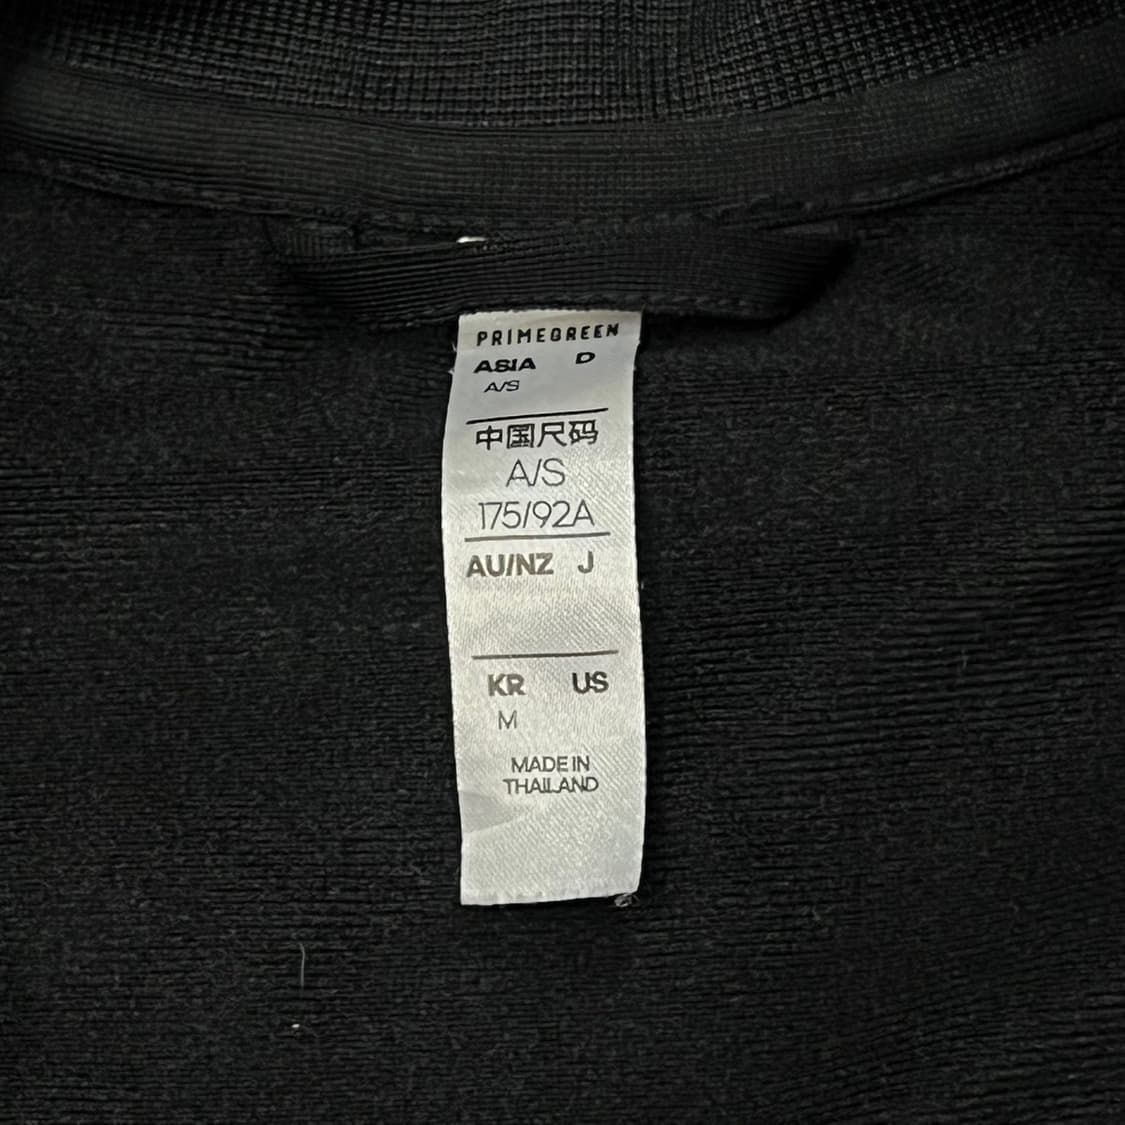 PRIMEGREEN
ASIA D
A/S
中国尺码
A/S
175/92A
AU/NZ J
KR US
M
MADE IN
THAILAND